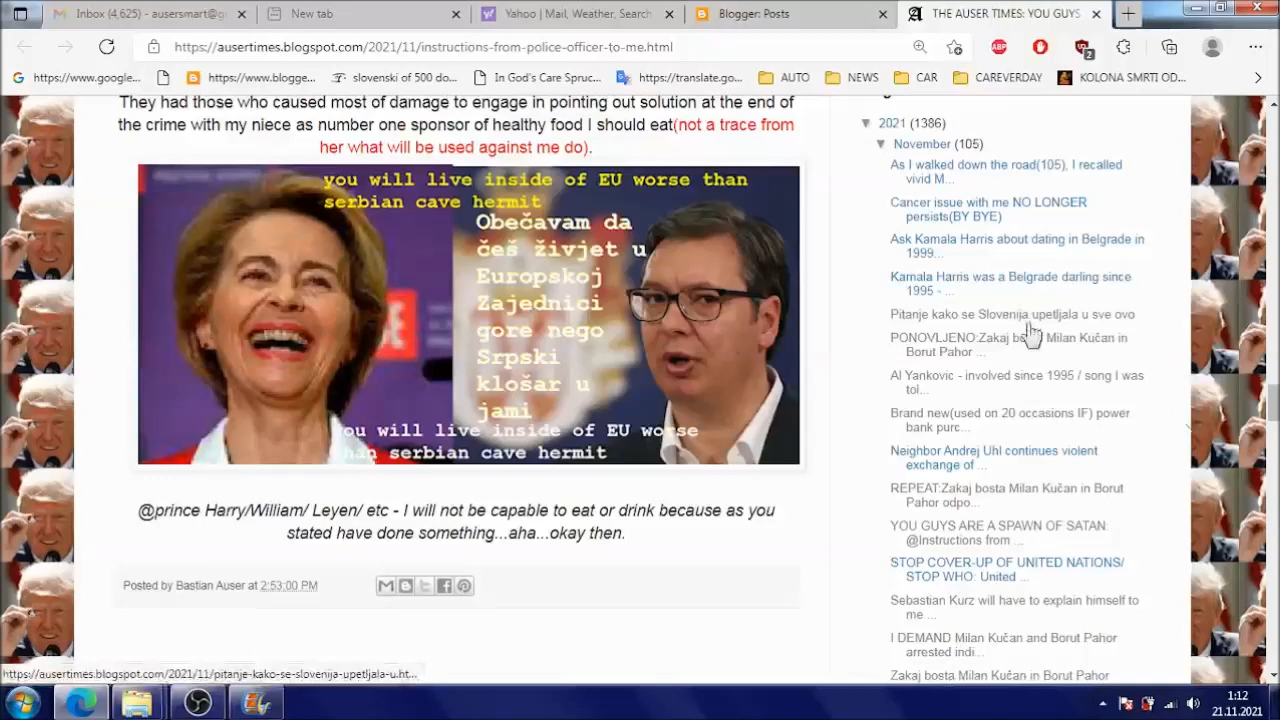 Inbox (4,625) - ausersmart@g
New tab
Yahoo | Mail, Weather, Search
Blogger: Posts
THE AUSER TIMES: YOU GUYS
https://ausertimes.blogspot.com/2021/11/instructions-from-police-officer-to-me.html
ABP
2
https://www.google...
https://www.blogge...
slovenski of 500 do...
In God's Care Spruc...
https://translate.go...
AUTO
NEWS
CAR
CAREVERDAY
KOLONA SMRTI OD...
They had those who caused most of damage to engage in pointing out solution at the end of
the crime with my niece as number one sponsor of healthy food I should eat(not a trace from
her what will be used against me do).
you will live inside of EU worse than
serbian cave hermit
Obečavam da
češ živjet u
Europskoj
Zajednici
gore nego
Srpski
klošar u
jami
you will live inside of EU worse
than serbian cave hermit
@prince Harry/William/ Leyen/ etc - I will not be capable to eat or drink because as you
stated have done something...aha...okay then.
Posted by Bastian Auser at 2:53:00 PM
2021 (1386)
November (105)
As I walked down the road(105), I recalled
vivid M...
Cancer issue with me NO LONGER
persists(BY BYE)
Ask Kamala Harris about dating in Belgrade in
1999...
Kamala Harris was a Belgrade darling since
1995 - ...
Pitanje kako se Slovenija upetljala u sve ovo
PONOVLJENO:Zakaj Milan Kučan in
Borut Pahor ...
Al Yankovic - involved since 1995 / song I was
tol...
Brand new(used on 20 occasions IF) power
bank purc...
Neighbor Andrej Uhl continues violent
exchange of ...
REPEAT:Zakaj bosta Milan Kučan in Borut
Pahor odpo...
YOU GUYS ARE A SPAWN OF SATAN:
@Instructions from ...
STOP COVER-UP OF UNITED NATIONS/
STOP WHO: United ...
Sebastian Kurz will have to explain himself to
me ...
I DEMAND Milan Kučan and Borut Pahor
arrested indi...
Zakaj bosta Milan Kučan in Borut Pahor
https://ausertimes.blogspot.com/2021/11/pitanje-kako-se-slovenija-upetljala-u.ht...
1:12
21.11.2021